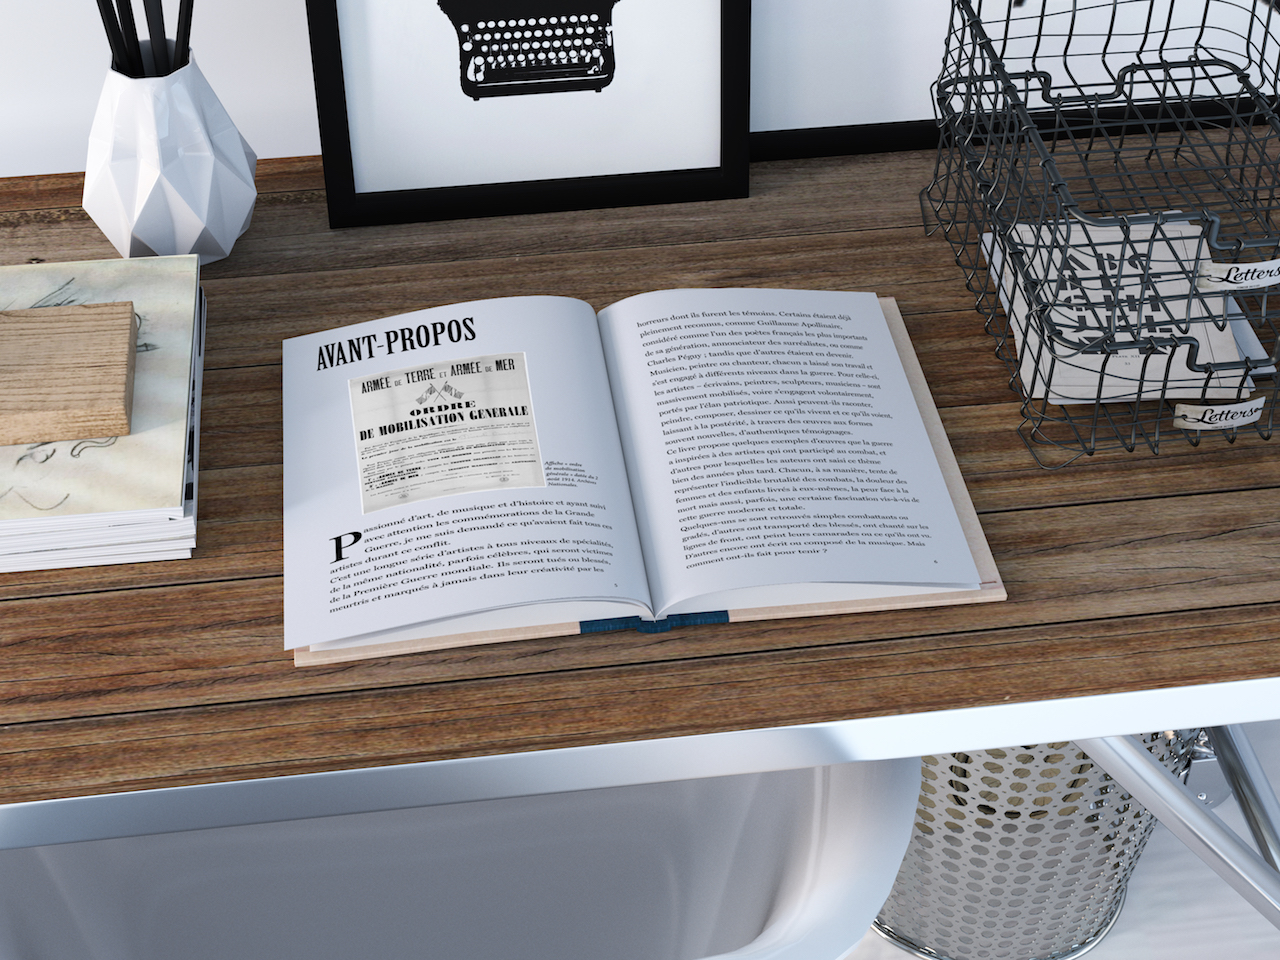 AVANT-PROPOS
ARMÉE DE TERRE ET ARMÉE DE MER
ORDRE
DE MOBILISATION GENERALE
Affiche « ordre
de mobilisation
générale » datée du 2
août 1914. Archives
Nationales.
Passionné d'art, de musique et d'histoire et ayant suivi
avec attention les commémorations de la Grande
Guerre, je me suis demandé ce qu'avaient fait tous ces
artistes durant ce conflit.
C'est une longue série d'artistes à tous niveaux de spécialités,
de la même nationalité, parfois célèbres, qui seront victimes
de la Première Guerre mondiale. Ils seront tués ou blessés,
meurtris et marqués à jamais dans leur créativité par les
5
horreurs dont ils furent les témoins. Certains étaient déjà
pleinement reconnus, comme Guillaume Apollinaire,
considéré comme l'un des poètes français les plus importants
de sa génération, annonciateur des surréalistes, ou comme
Charles Péguy ; tandis que d'autres étaient en devenir.
Musicien, peintre ou chanteur, chacun a laissé son travail et
s'est engagé à différents niveaux dans la guerre. Pour celle-ci,
les artistes – écrivains, peintres, sculpteurs, musiciens – sont
massivement mobilisés, voire s'engagent volontairement,
portés par l'élan patriotique. Aussi peuvent-ils raconter,
peindre, composer, dessiner ce qu'ils vivent et ce qu'ils voient,
laissant à la postérité, à travers des œuvres aux formes
souvent nouvelles, d'authentiques témoignages.
Ce livre propose quelques exemples d'œuvres que la guerre
a inspirées à des artistes qui ont participé au combat, et
d'autres pour lesquelles les auteurs ont saisi ce thème
bien des années plus tard. Chacun, à sa manière, tente de
représenter l'indicible brutalité des combats, la douleur des
femmes et des enfants livrés à eux-mêmes, la peur face à la
mort mais aussi, parfois, une certaine fascination vis-à-vis de
cette guerre moderne et totale.
Quelques-uns se sont retrouvés simples combattants ou
gradés, d'autres ont transporté des blessés, ont chanté sur les
lignes de front, ont peint leurs camarades ou ce qu'ils ont vu.
D'autres encore ont écrit ou composé de la musique. Mais
comment ont-ils fait pour tenir ?
6
Letters
Letters